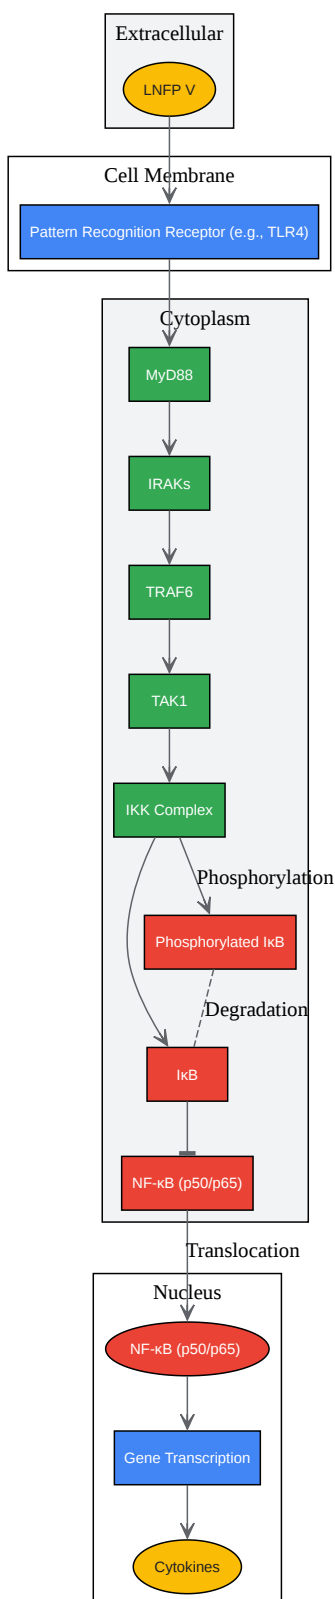 Extracellular
LNFP V
Cell Membrane
Pattern Recognition Receptor (e.g., TLR4)
Cytoplasm
MyD88
IRAKs
TRAF6
TAK1
IKK Complex
Phosphorylation
Phosphorylated IκB
Degradation
IκB
NF-κB (p50/p65)
Translocation
Nucleus
NF-κB (p50/p65)
Gene Transcription
Cytokines